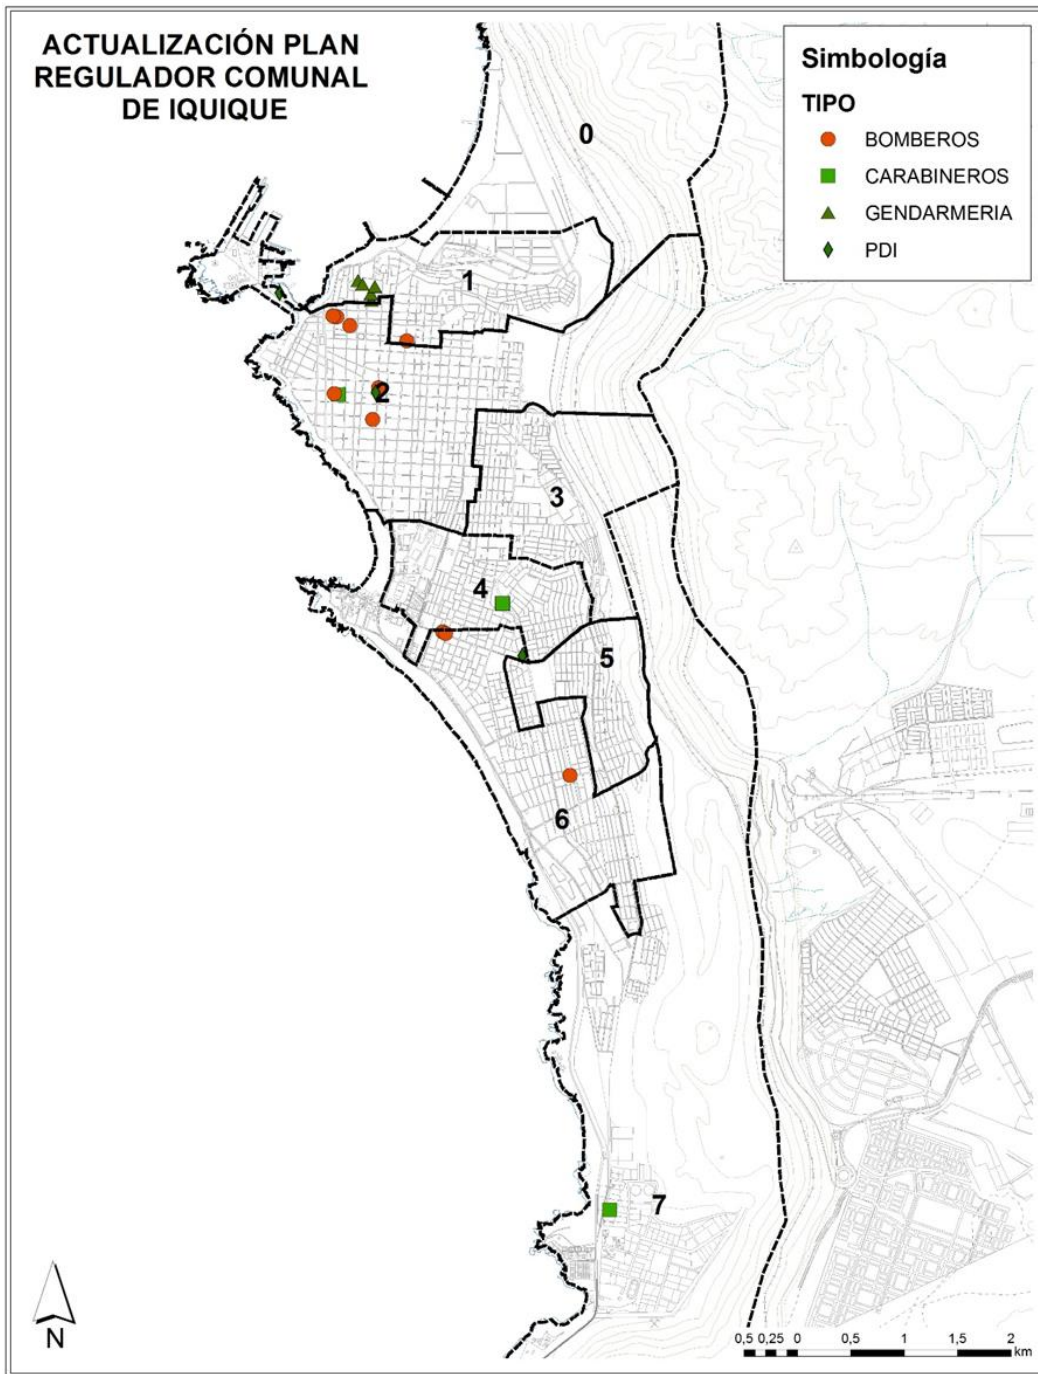 ACTUALIZACIÓN PLAN
REGULADOR COMUNAL
DE IQUIQUE
Simbología
TIPO
BOMBEROS
CARABINEROS
GENDARMERIA
PDI
0
1
2
3
4
5
6
7
N
0,5 0,25 0 0,5 1 1,5 2
km